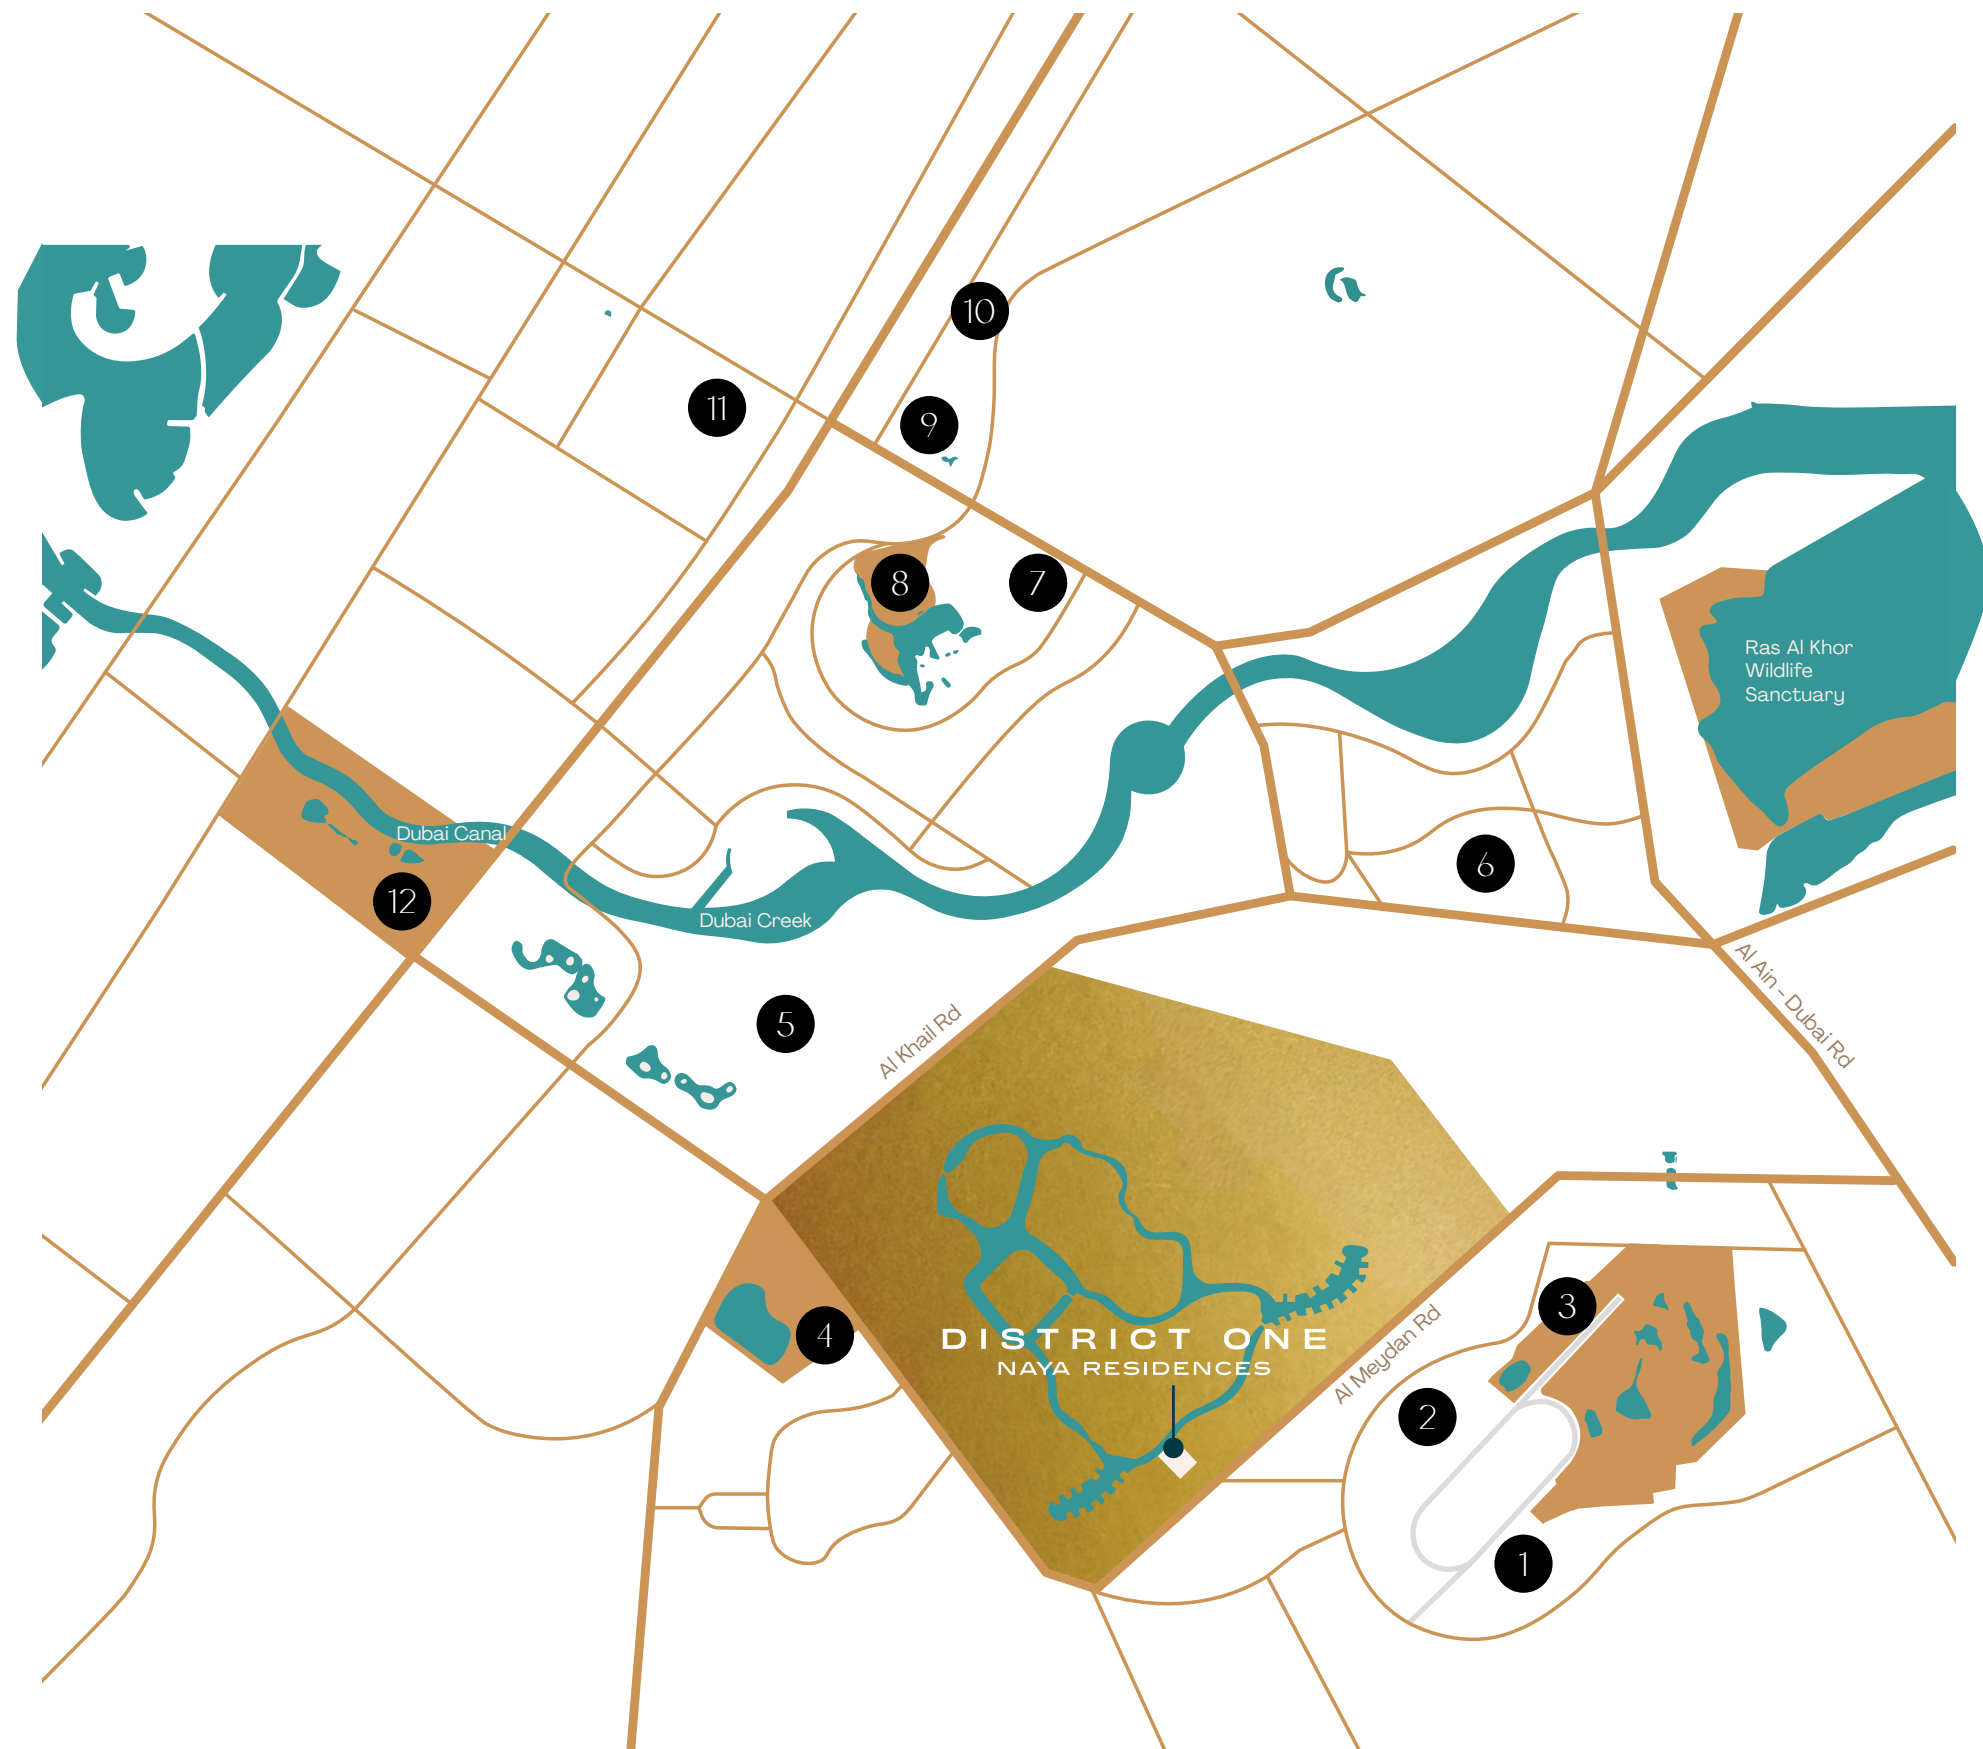 10
11
9
8
7
Ras Al Khor
Wildlife
Sanctuary
Dubai Canal
6
12
Dubai Creek
Al Ain - Dubai Rd
5
Al Khail Rd
3
4
DISTRICT ONE
NAYA RESIDENCES
Al Meydan Rd
2
1